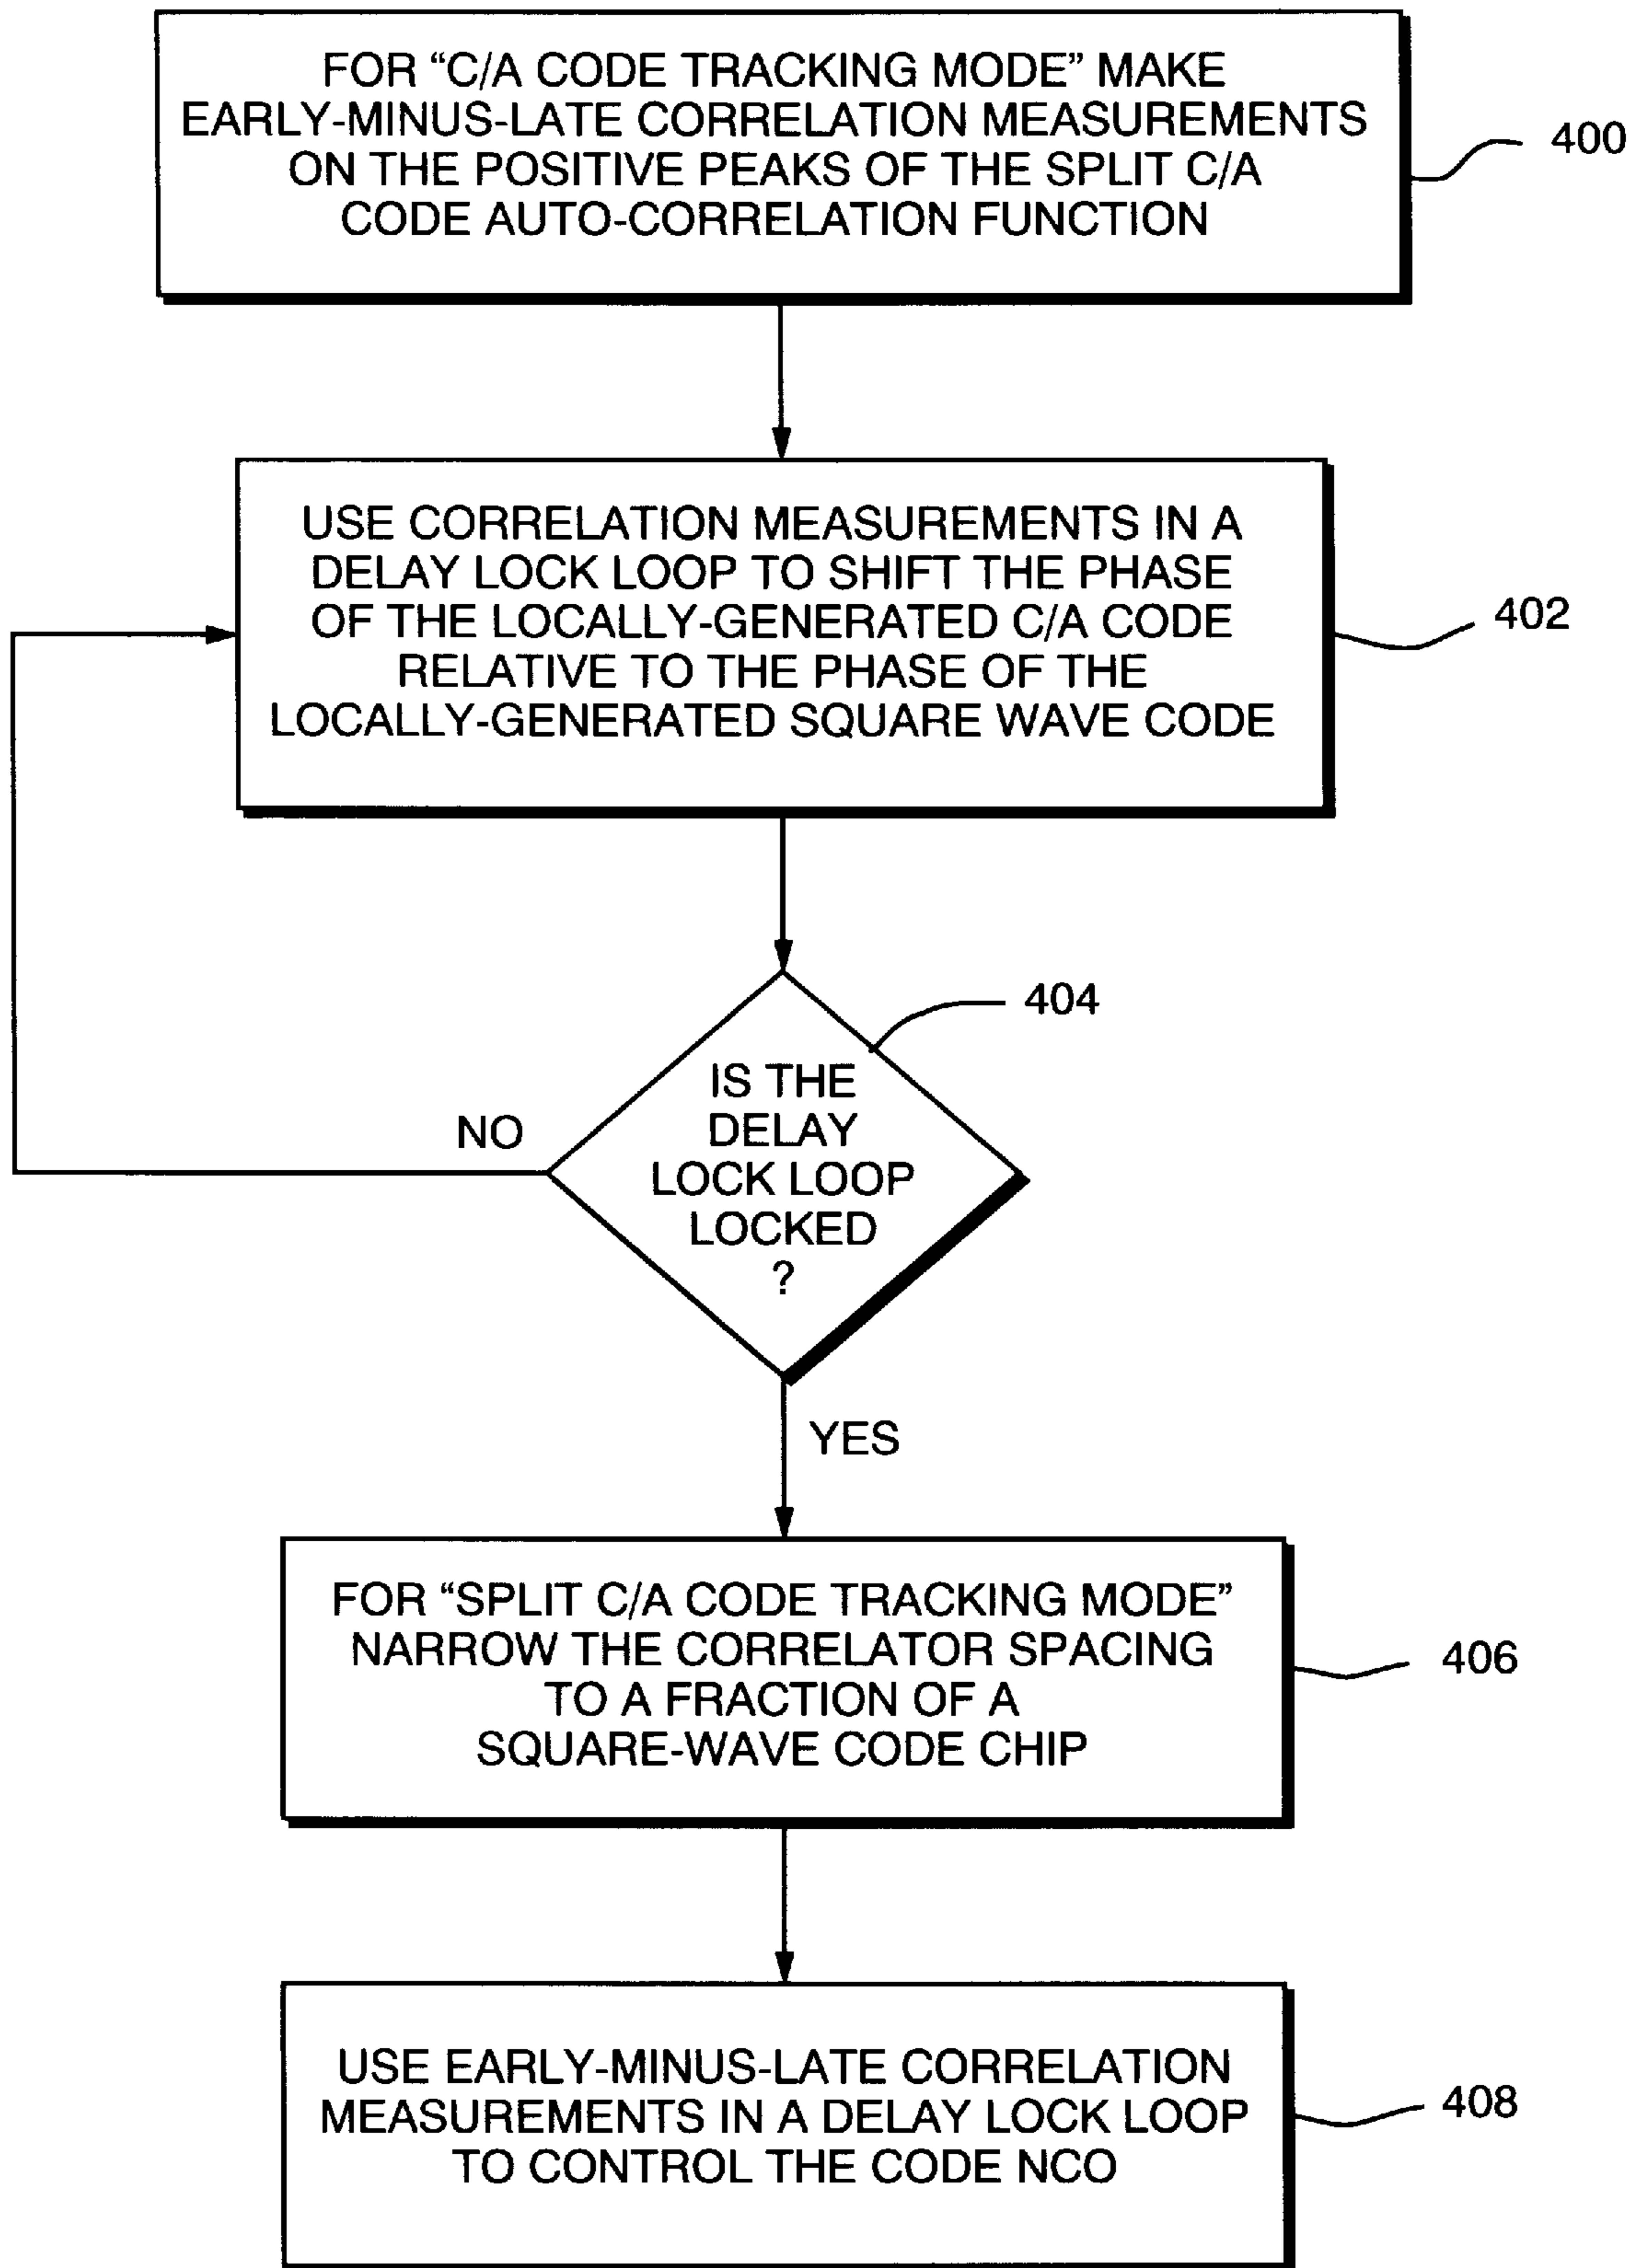 FOR “C/A CODE TRACKING MODE” MAKE
EARLY-MINUS-LATE CORRELATION MEASUREMENTS
ON THE POSITIVE PEAKS OF THE SPLIT C/A
CODE AUTO-CORRELATION FUNCTION
400
USE CORRELATION MEASUREMENTS IN A
DELAY LOCK LOOP TO SHIFT THE PHASE
OF THE LOCALLY-GENERATED C/A CODE
RELATIVE TO THE PHASE OF THE
LOCALLY-GENERATED SQUARE WAVE CODE
402
404
IS THE
DELAY
LOCK LOOP
LOCKED
?
NO
YES
FOR “SPLIT C/A CODE TRACKING MODE”
NARROW THE CORRELATOR SPACING
TO A FRACTION OF A
SQUARE-WAVE CODE CHIP
406
USE EARLY-MINUS-LATE CORRELATION
MEASUREMENTS IN A DELAY LOCK LOOP
TO CONTROL THE CODE NCO
408